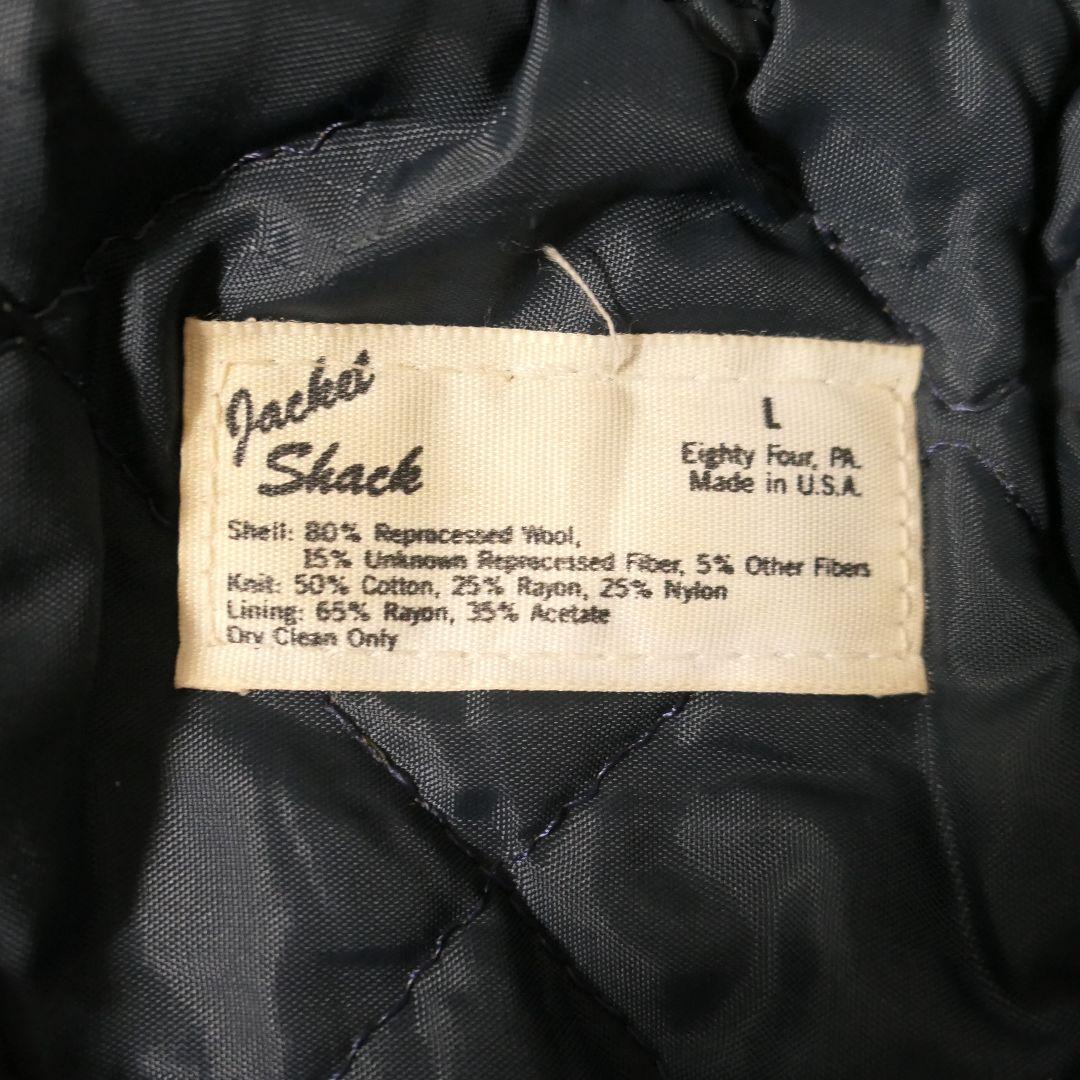 Jacket
Shack
L
Eighty Four, PA.
Made in U.S.A.
Shell: 80% Reprocessed Wool,
15% Unknown Reprocessed Fiber, 5% Other Fibers
Knit: 50% Cotton, 25% Rayon, 25% Nylon
Lining: 65% Rayon, 35% Acetate
Dry Clean Only